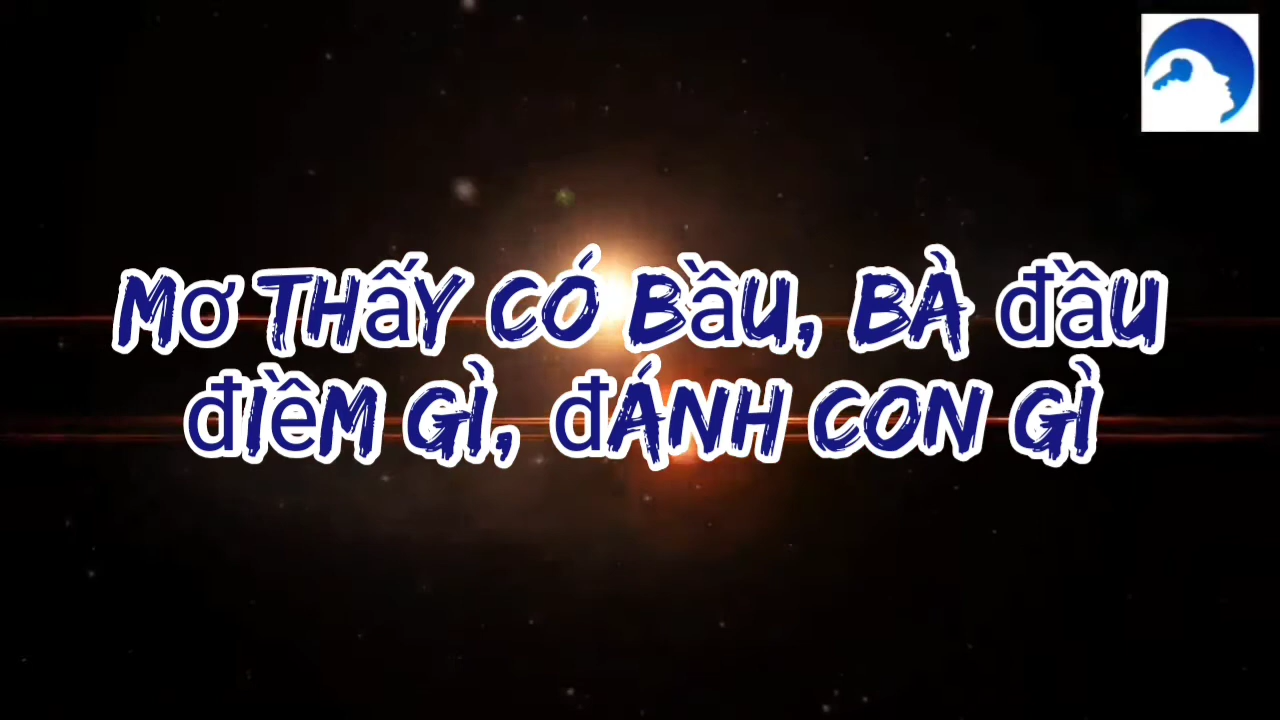 MƠ THẤY CÓ BẦU, BÀ ĐẦU
ĐIỀM GÌ, ĐÁNH CON GÌ